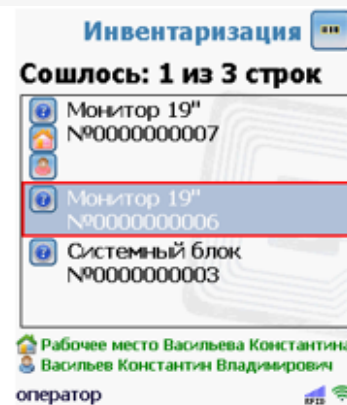 Инвентаризация
Сошлось: 1 из 3 строк
Монитор 19"
№0000000007
Монитор 19"
№0000000006
Системный блок
№0000000003
Рабочее место Васильева Константина
Васильев Константин Владимирович
оператор
RFID